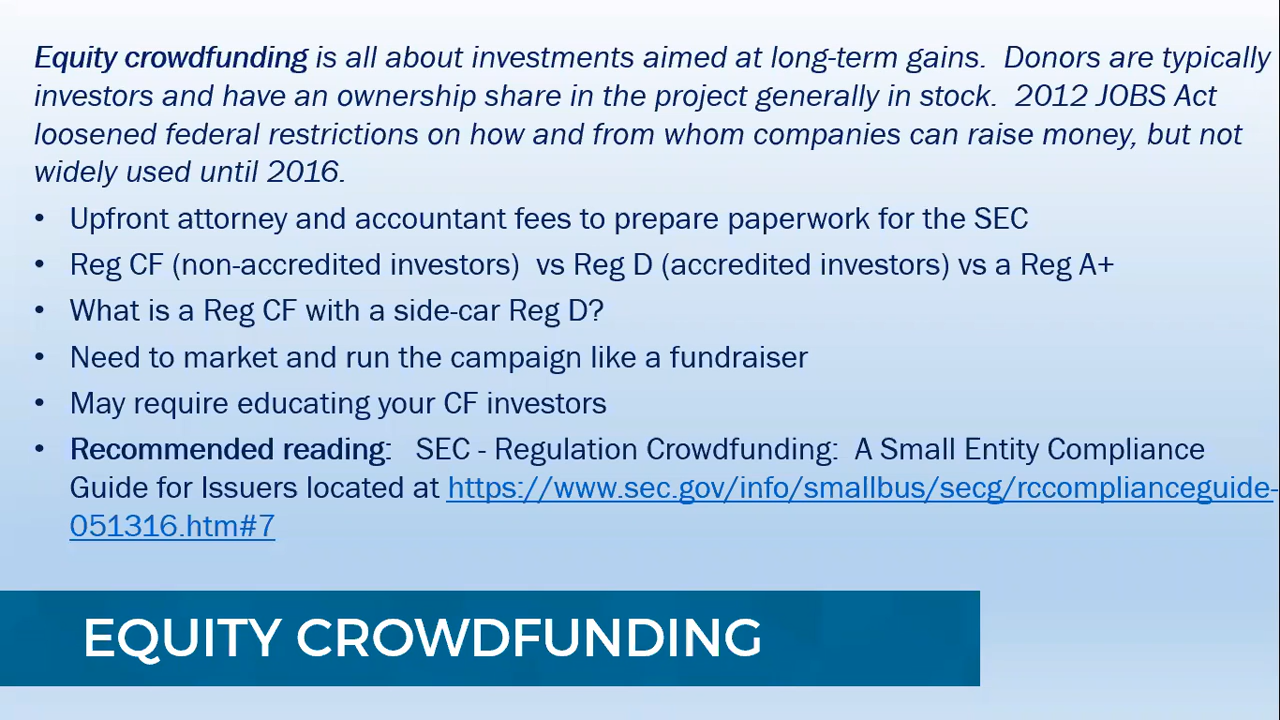 Equity crowdfunding is all about investments aimed at long-term gains.  Donors are typically
investors and have an ownership share in the project generally in stock.  2012 JOBS Act
loosened federal restrictions on how and from whom companies can raise money, but not
widely used until 2016.
• Upfront attorney and accountant fees to prepare paperwork for the SEC
• Reg CF (non-accredited investors)  vs Reg D (accredited investors) vs a Reg A+
• What is a Reg CF with a side-car Reg D?
• Need to market and run the campaign like a fundraiser
• May require educating your CF investors
• Recommended reading:   SEC - Regulation Crowdfunding:  A Small Entity Compliance
Guide for Issuers located at https://www.sec.gov/info/smallbus/secg/rccomplianceguide-
051316.htm#7
EQUITY CROWDFUNDING